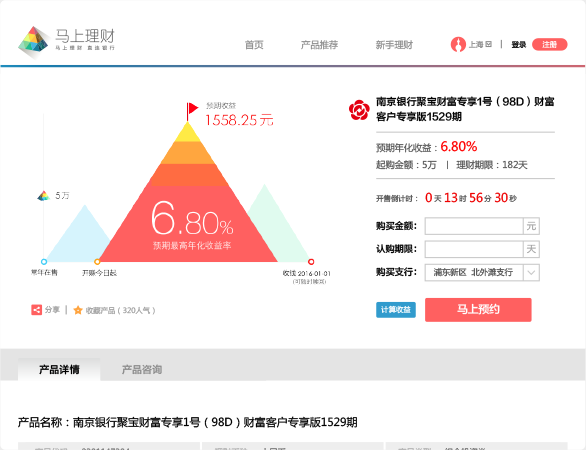 马上理财
马上理财 直达银行
首页
产品推荐
新手理财
上海
登录
注册
预期收益
1558.25元
5万
6.80%
预期最高年化收益率
常年在售
开赚今日起
收钱 2016-01-01
(可随时赎回)
分享
收藏产品（320人气）
南京银行聚宝财富专享1号（98D）财富
客户专享版1529期
预期年化收益：6.80%
起购金额：5万 | 理财期限：182天
开售倒计时： 0天 13时 56分 30秒
购买金额: 元
认购期限: 天
购买支行: 浦东新区 北外滩支行
计算收益
马上预约
产品详情
产品咨询
产品名称：南京银行聚宝财富专享1号（98D）财富客户专享版1529期